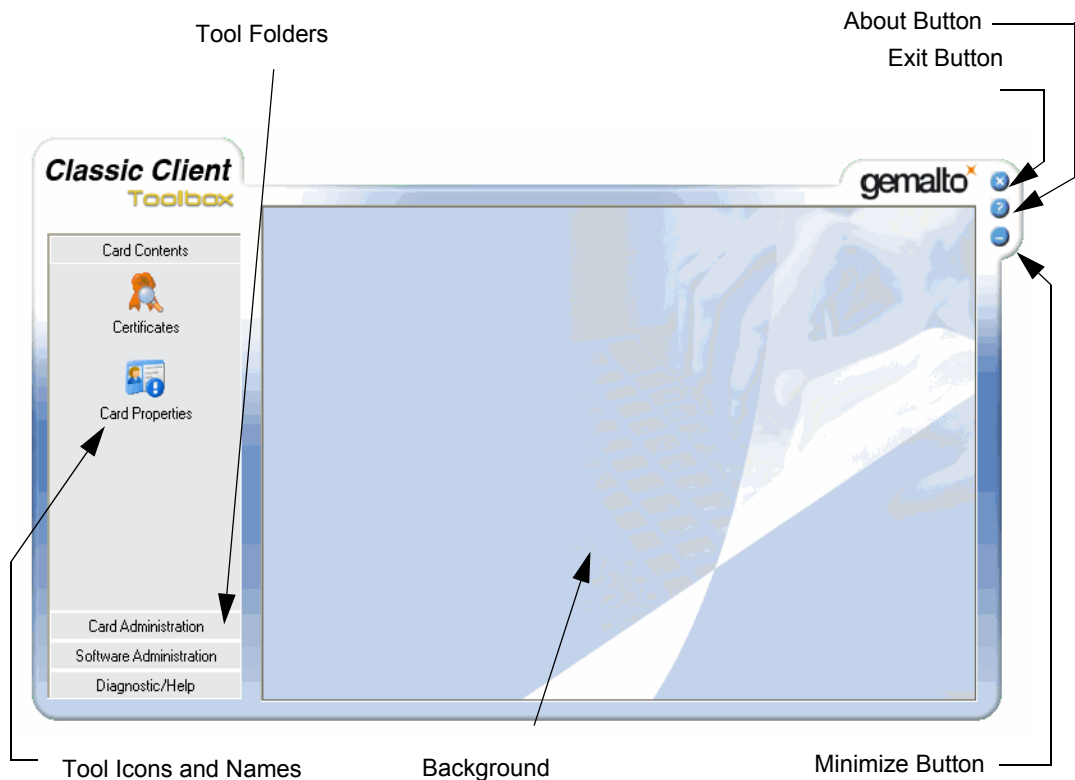 About Button
Tool Folders
Exit Button
Classic Client
Toolbox
gemalto
Card Contents
Certificates
Card Properties
Card Administration
Software Administration
Diagnostic/Help
Tool Icons and Names
Background
Minimize Button